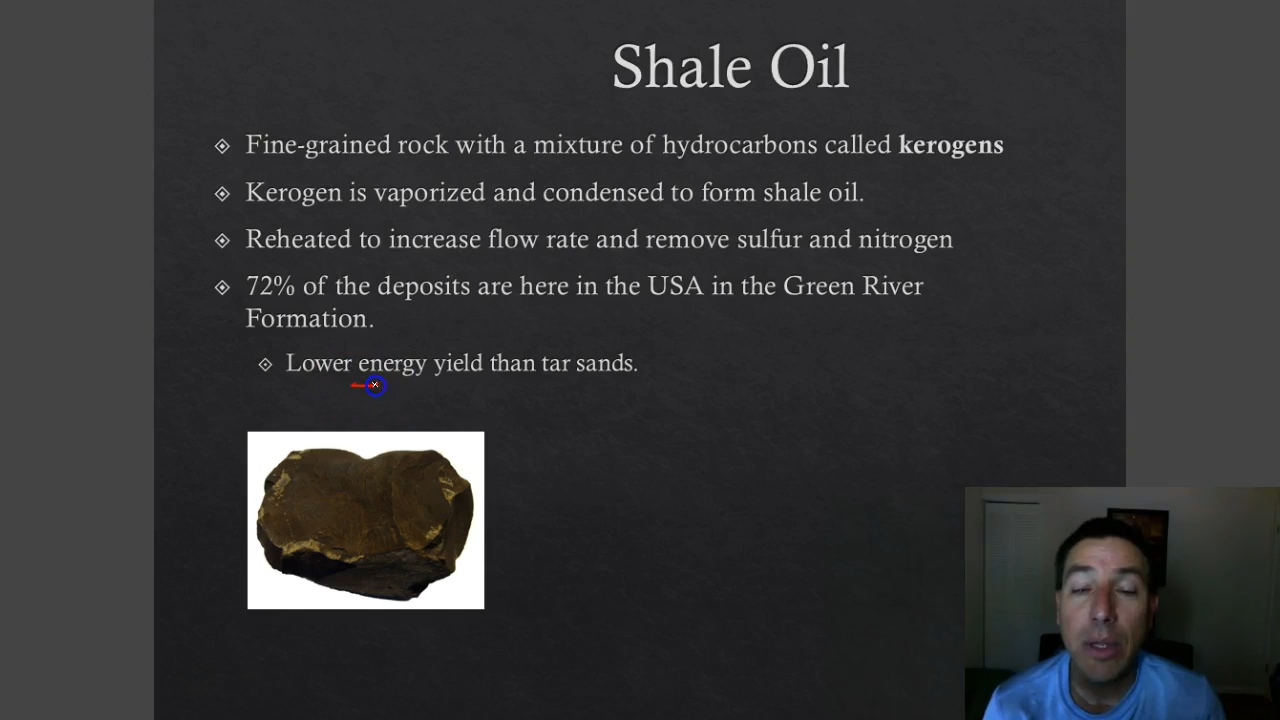 Shale Oil
Fine-grained rock with a mixture of hydrocarbons called kerogens
Kerogen is vaporized and condensed to form shale oil.
Reheated to increase flow rate and remove sulfur and nitrogen
72% of the deposits are here in the USA in the Green River
Formation.
Lower energy yield than tar sands.